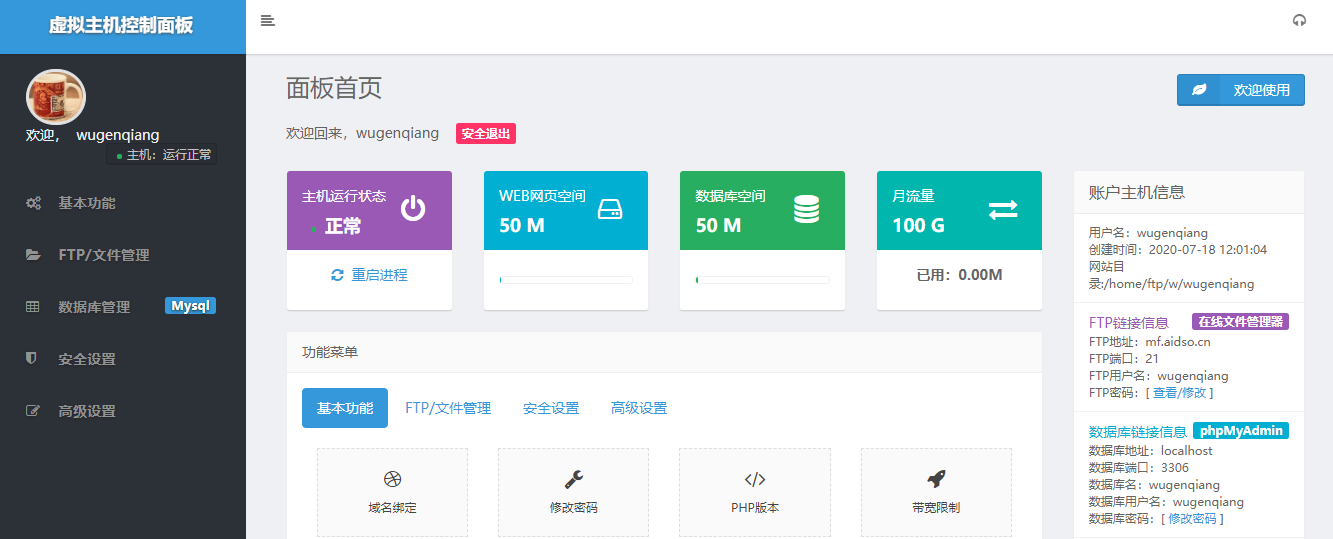 虚拟主机控制面板
欢迎， wugenqiang
主机：运行正常
基本功能
FTP/文件管理
数据库管理 Mysql
安全设置
高级设置
面板首页
欢迎使用
欢迎回来，wugenqiang 安全退出
主机运行状态
正常
重启进程
WEB网页空间
50 M
数据库空间
50 M
月流量
100 G
已用：0.00M
功能菜单
基本功能 FTP/文件管理 安全设置 高级设置
域名绑定 修改密码 PHP版本 带宽限制
账户主机信息
用户名：wugenqiang
创建时间：2020-07-18 12:01:04
网站目
录:/home/ftp/w/wugenqiang
FTP链接信息 在线文件管理器
FTP地址：mf.aidso.cn
FTP端口：21
FTP用户名：wugenqiang
FTP密码：[ 查看/修改 ]
数据库链接信息 phpMyAdmin
数据库地址：localhost
数据库端口：3306
数据库名：wugenqiang
数据库用户名：wugenqiang
数据库密码：[ 修改密码 ]